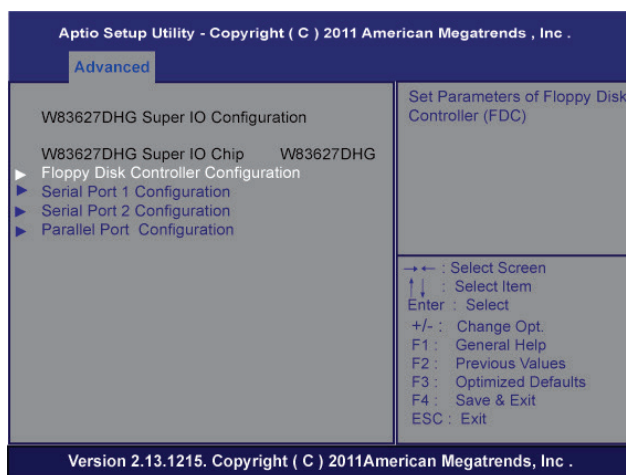 Aptio Setup Utility - Copyright ( C ) 2011 American Megatrends , Inc .
Advanced
W83627DHG Super IO Configuration
W83627DHG Super IO Chip W83627DHG
▶ Floppy Disk Controller Configuration
▶ Serial Port 1 Configuration
▶ Serial Port 2 Configuration
▶ Parallel Port Configuration
Set Parameters of Floppy Disk
Controller (FDC)
→← : Select Screen
↑↓ : Select Item
Enter : Select
+/- : Change Opt.
F1 : General Help
F2 : Previous Values
F3 : Optimized Defaults
F4 : Save & Exit
ESC : Exit
Version 2.13.1215. Copyright ( C ) 2011American Megatrends, Inc .